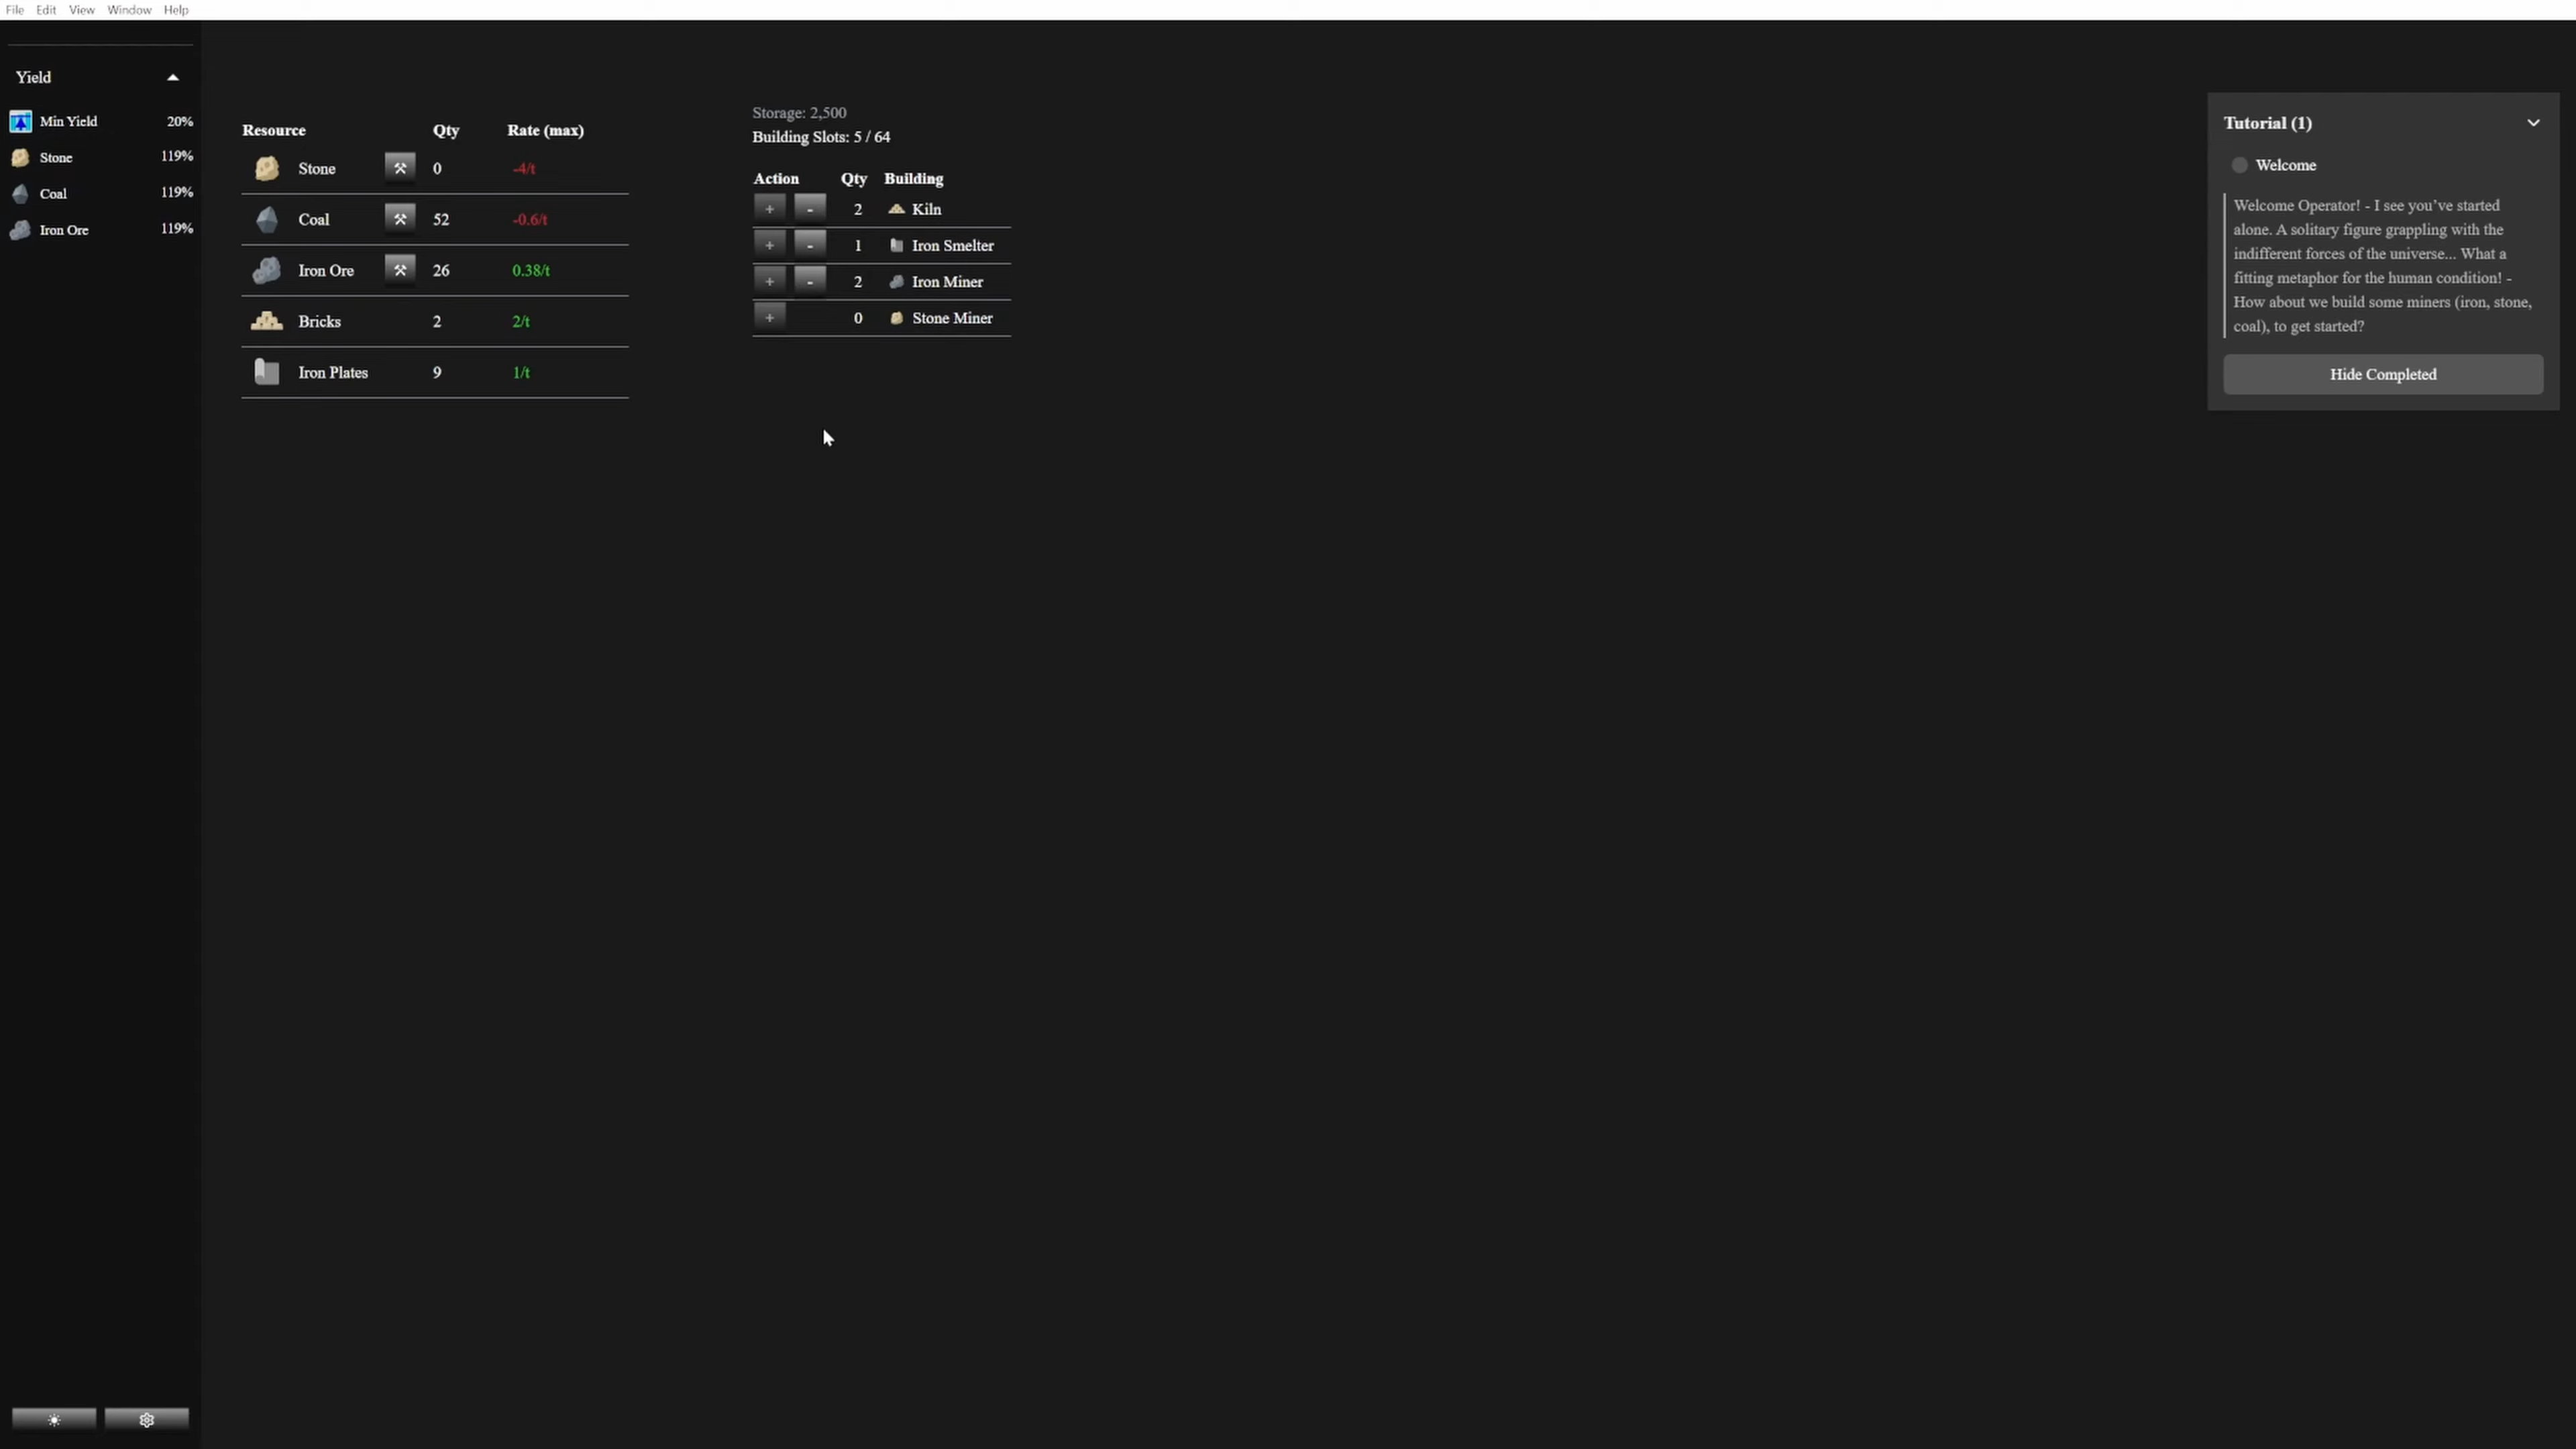 File Edit View Window Help
Yield
Min Yield 20%
Stone 119%
Coal 119%
Iron Ore 119%
Resource Qty Rate (max)
Stone 0 -4/t
Coal 52 -0.6/t
Iron Ore 26 0.38/t
Bricks 2 2/t
Iron Plates 9 1/t
Storage: 2,500
Building Slots: 5 / 64
Action Qty Building
+ - 2 Kiln
+ - 1 Iron Smelter
+ - 2 Iron Miner
+ 0 Stone Miner
Tutorial (1)
Welcome
Welcome Operator! - I see you’ve started
alone. A solitary figure grappling with the
indifferent forces of the universe... What a
fitting metaphor for the human condition! -
How about we build some miners (iron, stone,
coal), to get started?
Hide Completed